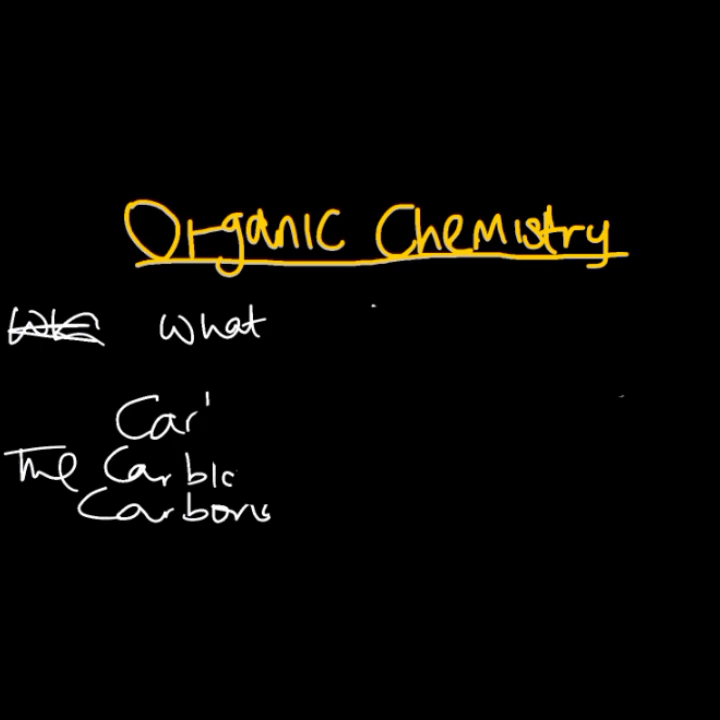 Organic Chemistry
What
Car'
The Carbic
Carbons